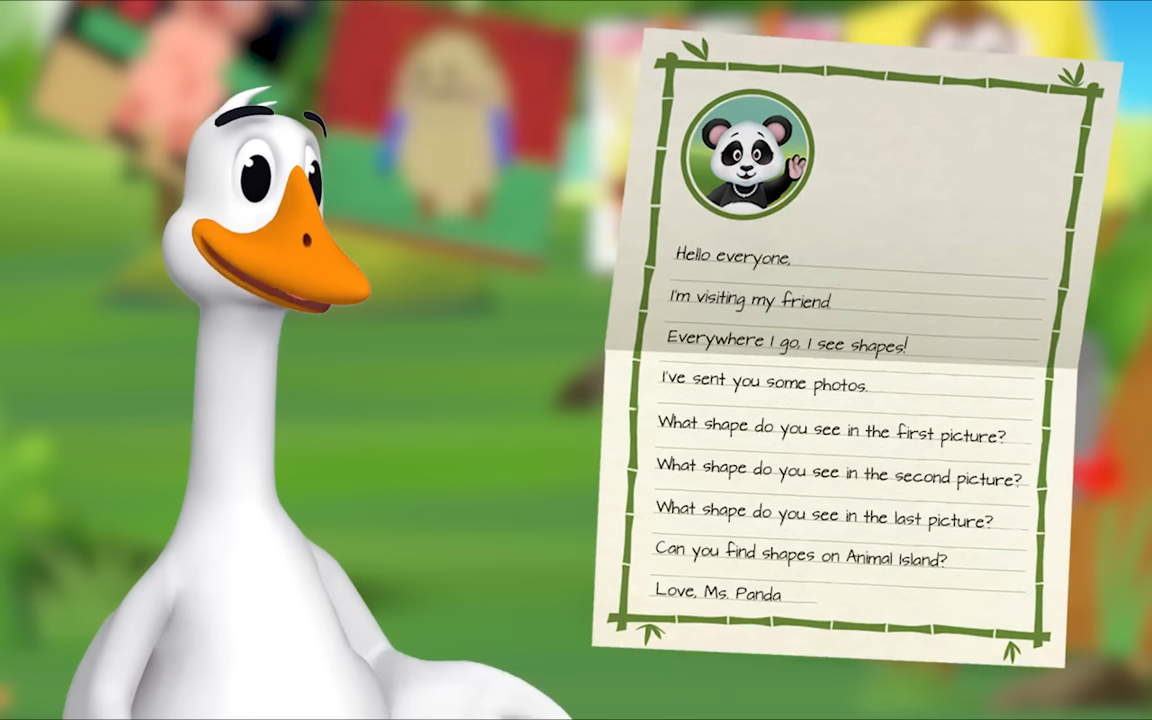 Hello everyone,
I'm visiting my friend.
Everywhere I go, I see shapes!
I've sent you some photos.
What shape do you see in the first picture?
What shape do you see in the second picture?
What shape do you see in the last picture?
Can you find shapes on Animal Island?
Love, Ms. Panda